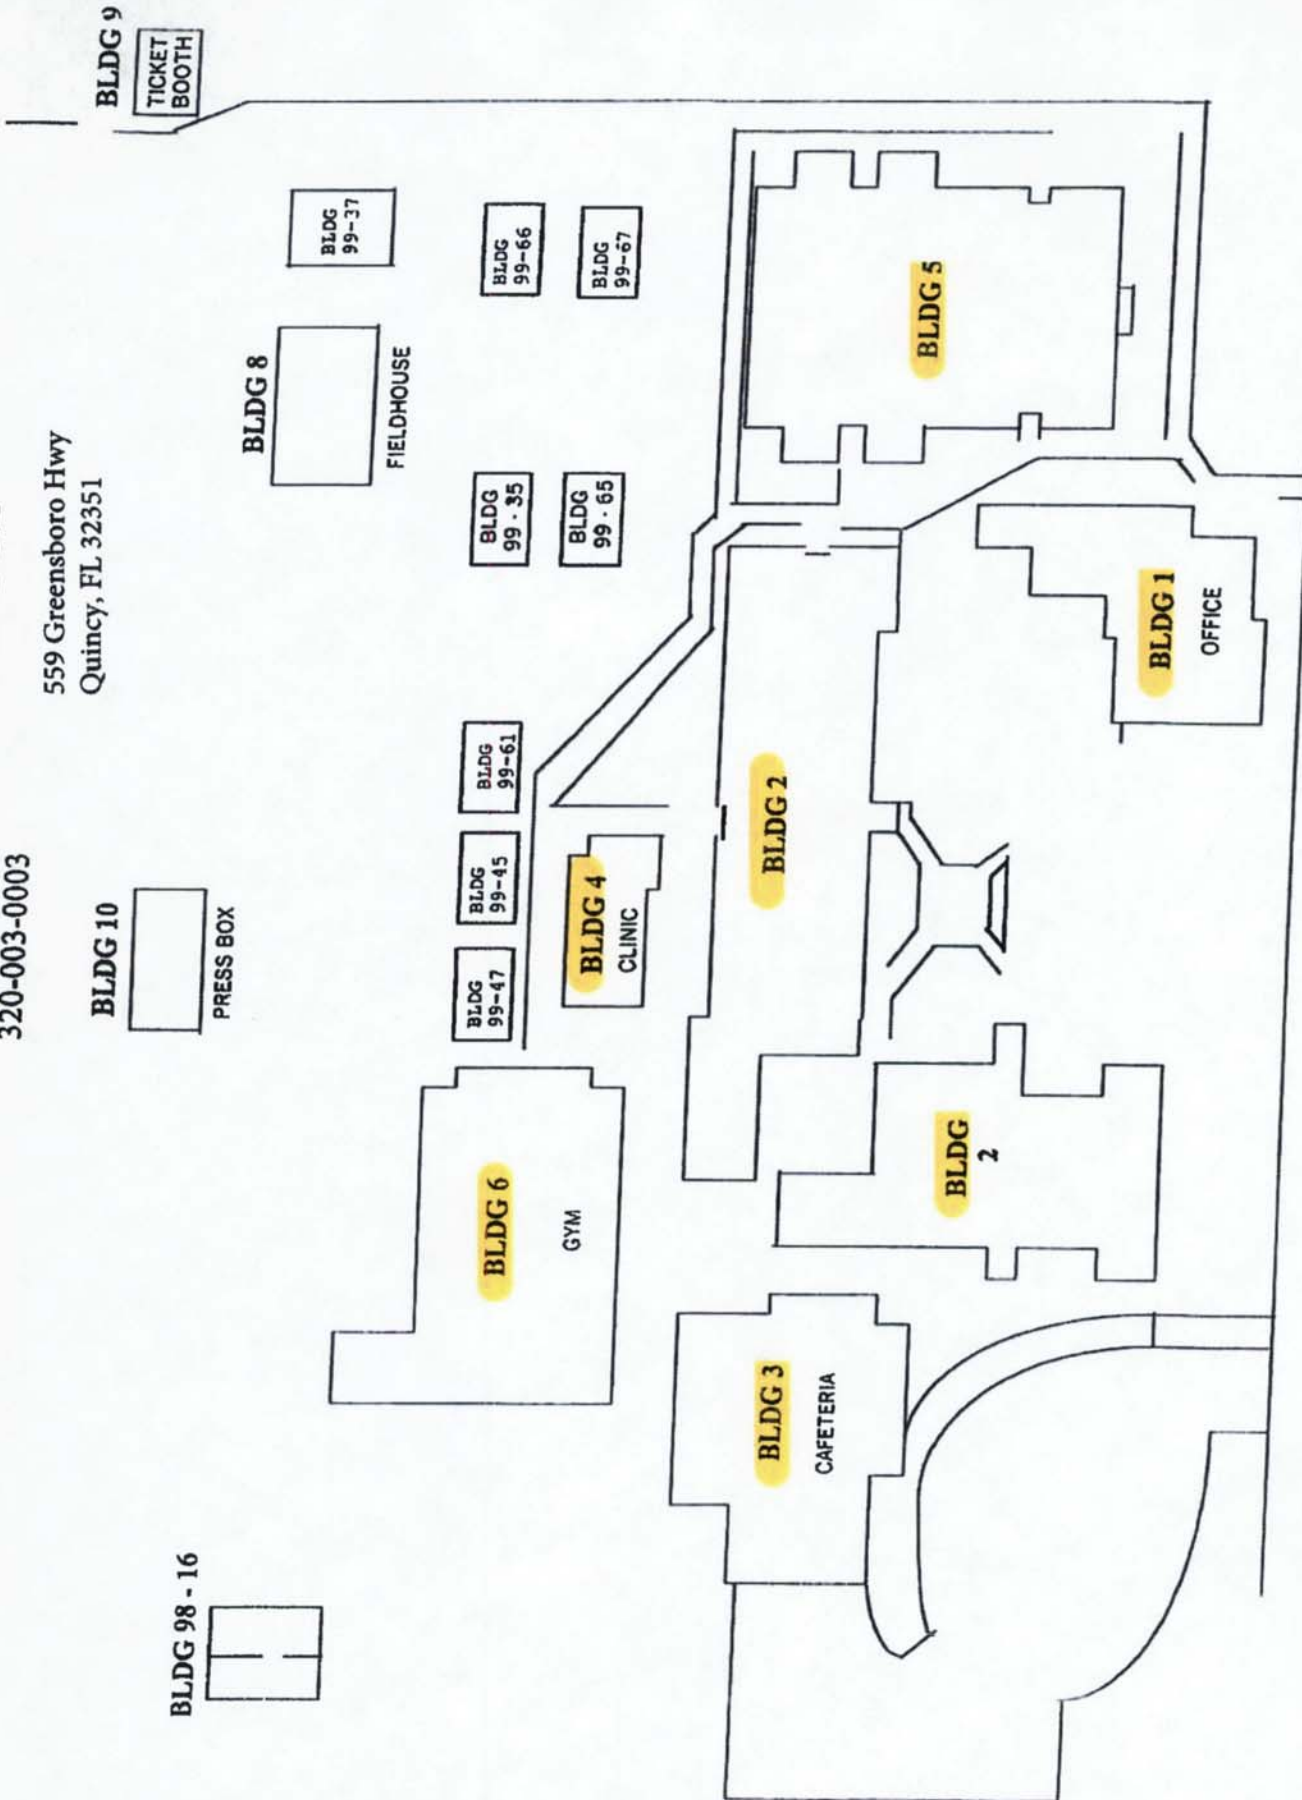 320-003-0003
559 Greensboro Hwy
Quincy, FL 32351
BLDG 9
TICKET
BOOTH
BLDG 10
PRESS BOX
BLDG 98 - 16
BLDG 8
FIELDHOUSE
BLDG
99-37
BLDG
99-66
BLDG
99-67
BLDG
99-35
BLDG
99-65
BLDG
99-61
BLDG
99-45
BLDG
99-47
BLDG 6
GYM
BLDG 4
CLINIC
BLDG 2
BLDG 5
BLDG 3
CAFETERIA
BLDG
2
BLDG 1
OFFICE